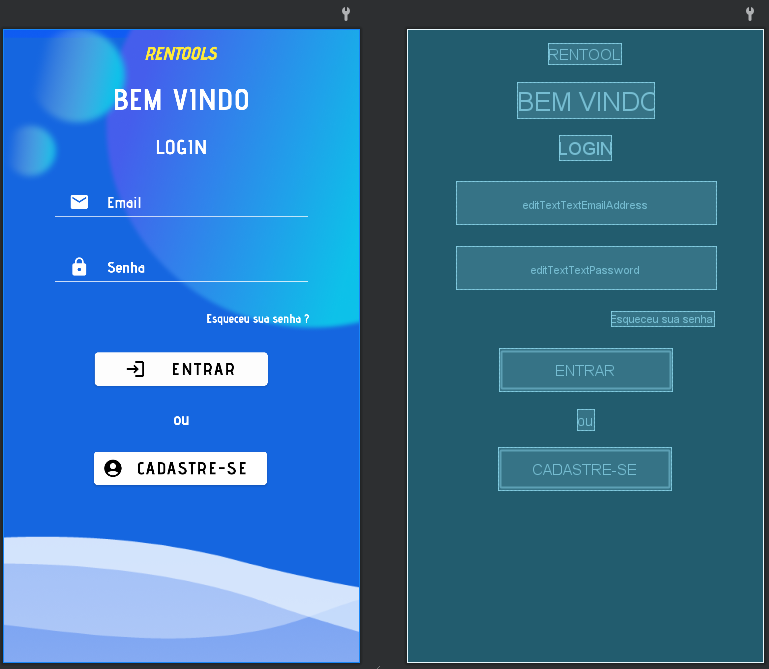 RENTOOLS
BEM VINDO
LOGIN
Email
Senha
Esqueceu sua senha ?
ENTRAR
ou
CADASTRE-SE
RENTOOL
BEM VINDO
LOGIN
editTextTextEmailAddress
editTextTextPassword
Esqueceu sua senha
ENTRAR
ou
CADASTRE-SE